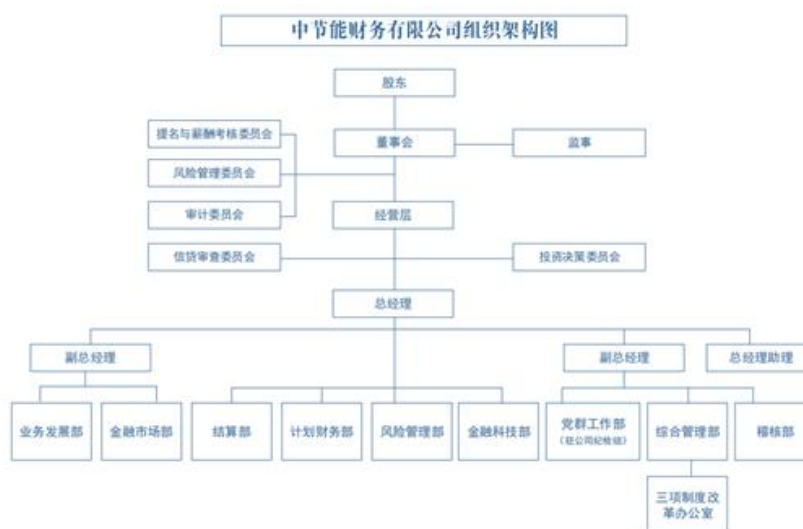 中节能财务有限公司组织架构图
股东
提名与薪酬考核委员会
董事会
监事
风险管理委员会
审计委员会
经营层
信贷审查委员会
投资决策委员会
总经理
副总经理
副总经理
总经理助理
业务发展部
金融市场部
结算部
计划财务部
风险管理部
金融科技部
党群工作部
（驻公司纪检组）
综合管理部
稽核部
三项制度改
革办公室